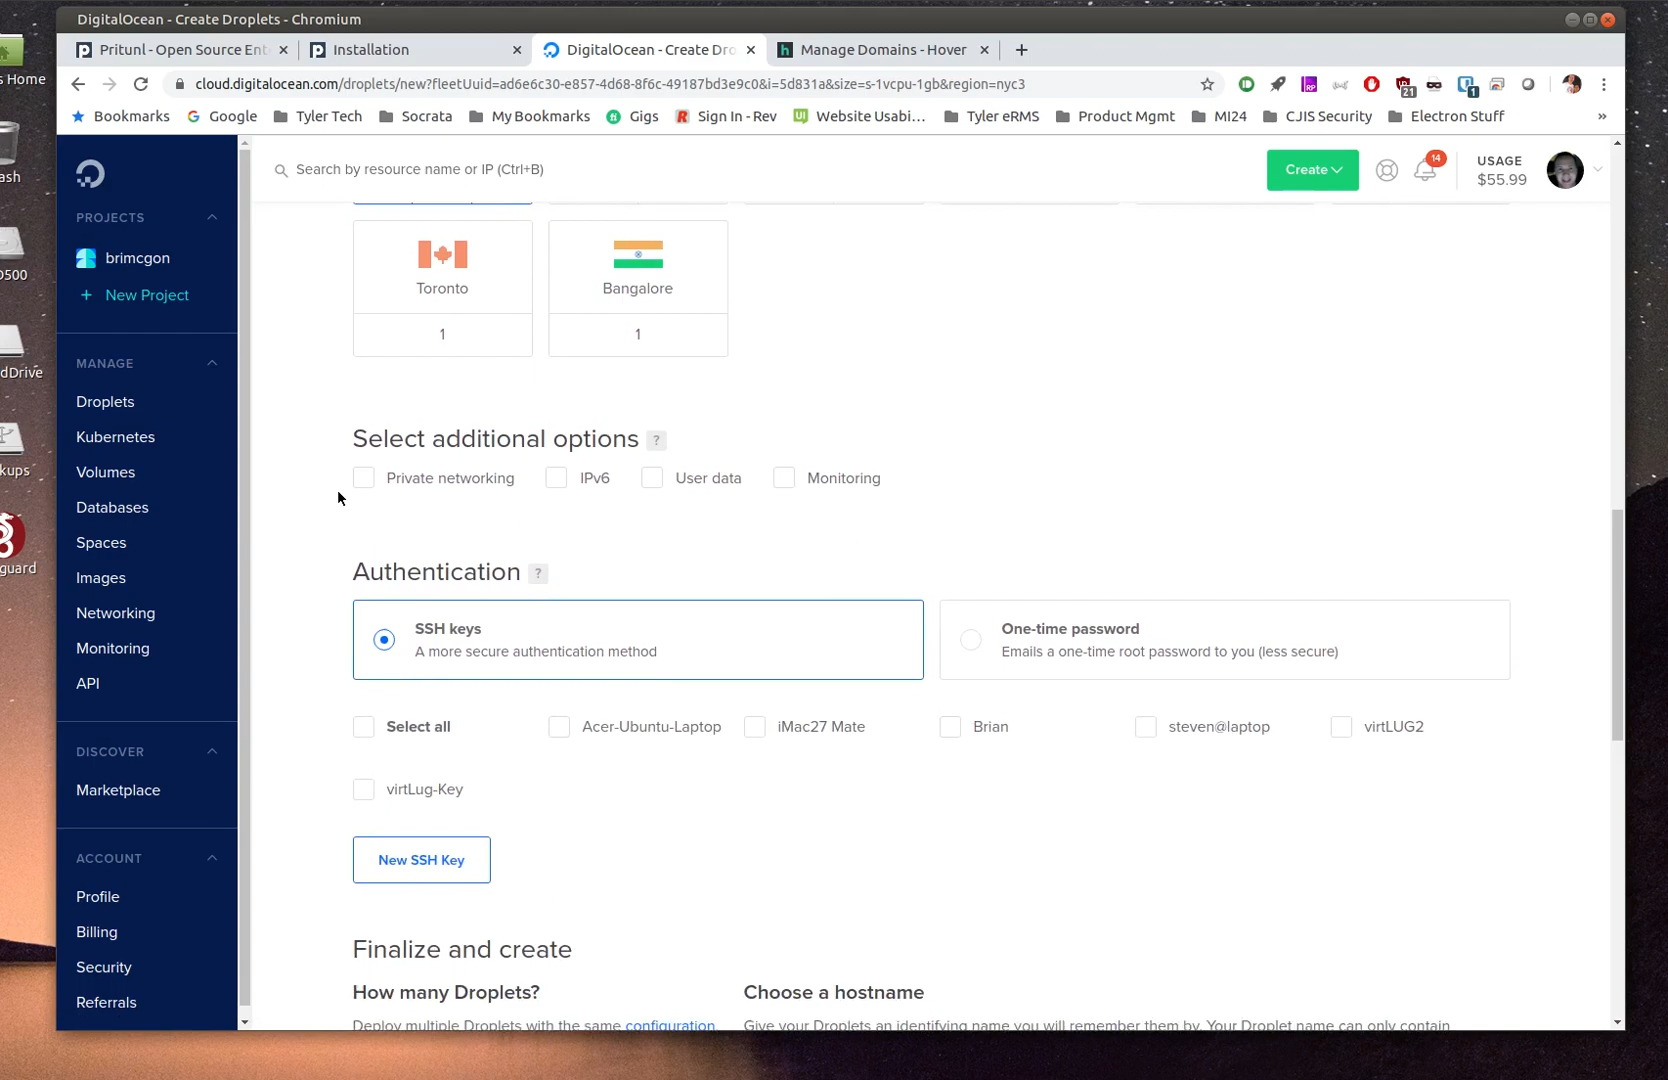 DigitalOcean - Create Droplets - Chromium
Pritunl - Open Source Ent
Installation
DigitalOcean - Create Dro
Manage Domains - Hover
cloud.digitalocean.com/droplets/new?fleetUuid=ad6e6c30-e857-4d68-8f6c-49187bd3e9c0&i=5d831a&size=s-1vcpu-1gb&region=nyc3
21
1
Bookmarks
Google
Tyler Tech
Socrata
My Bookmarks
Gigs
Sign In - Rev
Website Usabi...
Tyler eRMS
Product Mgmt
MI24
CJIS Security
Electron Stuff
»
s Home
ash
0500
dDrive
kups
guard
Search by resource name or IP (Ctrl+B)
Create
14
USAGE
$55.99
PROJECTS
brimcgon
+ New Project
MANAGE
Droplets
Kubernetes
Volumes
Databases
Spaces
Images
Networking
Monitoring
API
DISCOVER
Marketplace
ACCOUNT
Profile
Billing
Security
Referrals
Toronto
1
Bangalore
1
Select additional options ?
Private networking
IPv6
User data
Monitoring
Authentication ?
SSH keys
A more secure authentication method
One-time password
Emails a one-time root password to you (less secure)
Select all
Acer-Ubuntu-Laptop
iMac27 Mate
Brian
steven@laptop
virtLUG2
virtLug-Key
New SSH Key
Finalize and create
How many Droplets?
Deploy multiple Droplets with the same configuration.
Choose a hostname
Give your Droplets an identifying name you will remember them by. Your Droplet name can only contain